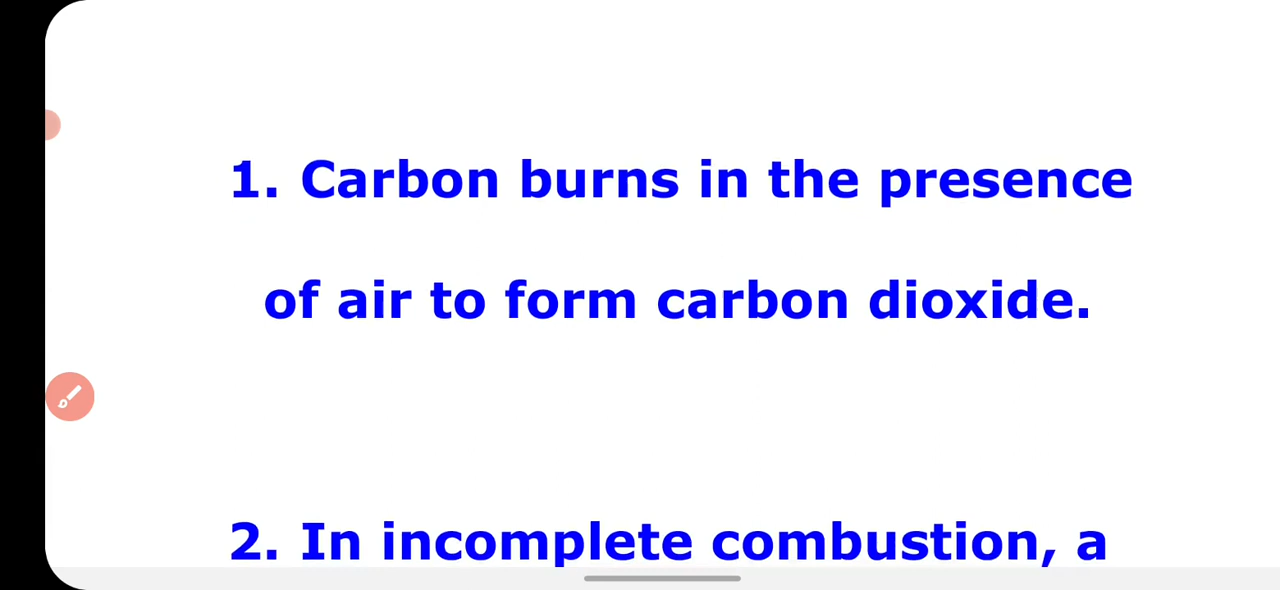 1. Carbon burns in the presence
of air to form carbon dioxide.
2. In incomplete combustion, a